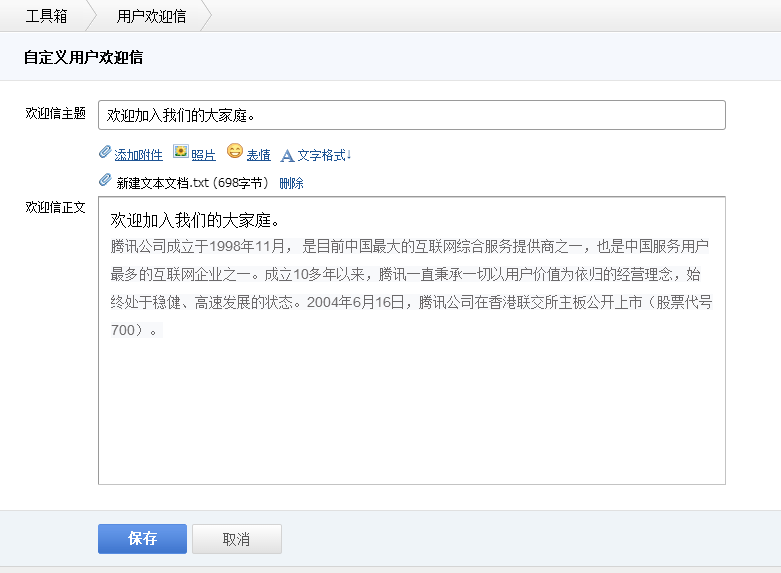 工具箱 用户欢迎信
自定义用户欢迎信
欢迎信主题 欢迎加入我们的大家庭。
添加附件 照片 表情 文字格式↓
新建文本文档.txt (698字节) 删除
欢迎信正文
欢迎加入我们的大家庭。
腾讯公司成立于1998年11月， 是目前中国最大的互联网综合服务提供商之一，也是中国服务用户
最多的互联网企业之一。成立10多年以来，腾讯一直秉承一切以用户价值为依归的经营理念，始
终处于稳健、高速发展的状态。2004年6月16日，腾讯公司在香港联交所主板公开上市（股票代号
700）。
保存 取消